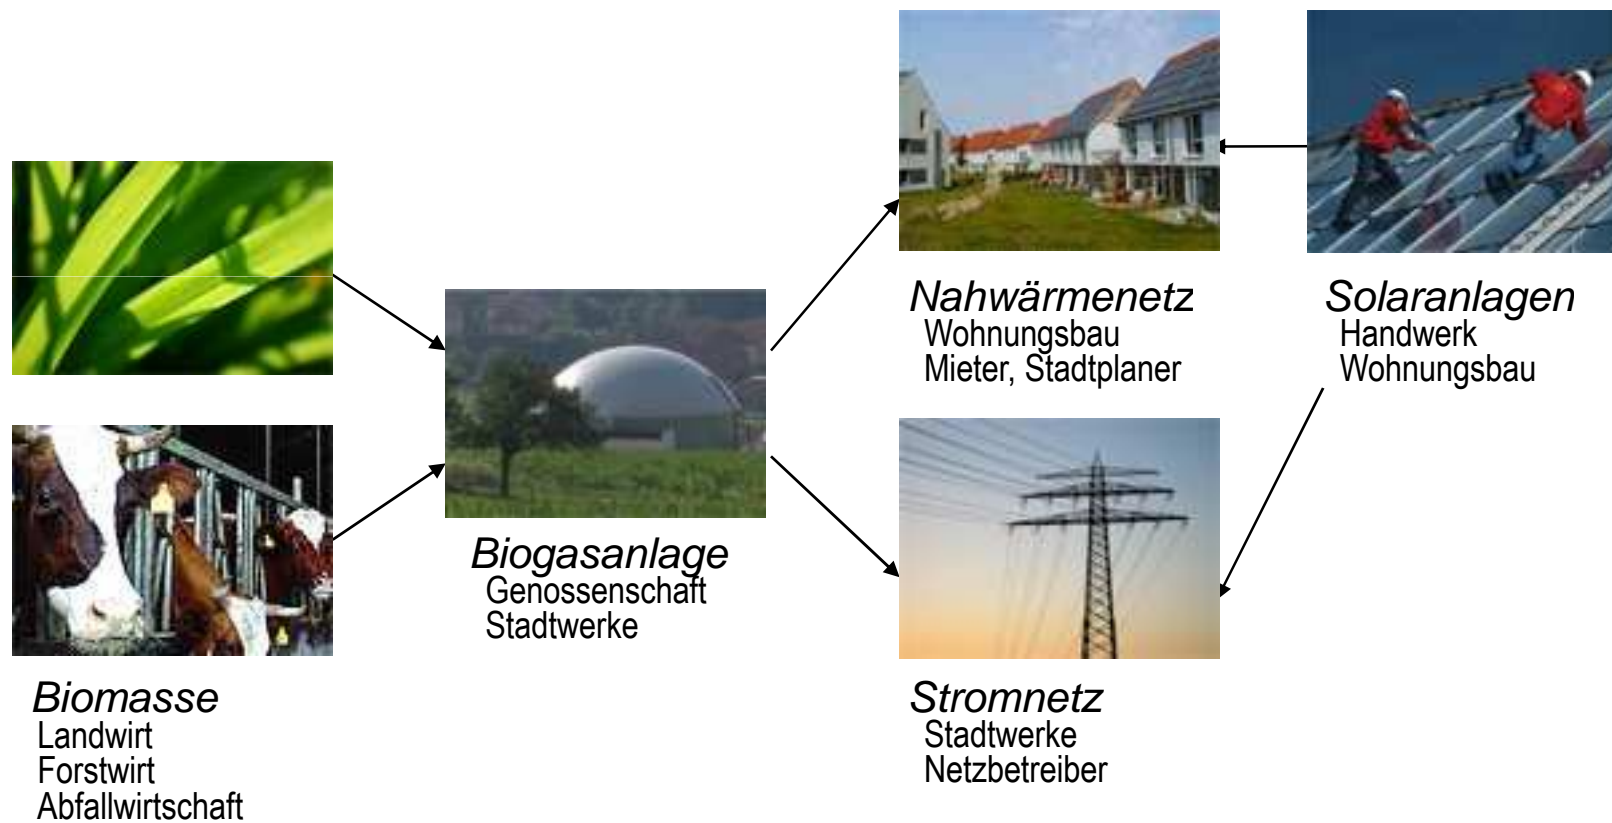 Nahwärmenetz
Wohnungsbau
Mieter, Stadtplaner
Solaranlagen
Handwerk
Wohnungsbau
Biogasanlage
Genossenschaft
Stadtwerke
Biomasse
Landwirt
Forstwirt
Abfallwirtschaft
Stromnetz
Stadtwerke
Netzbetreiber